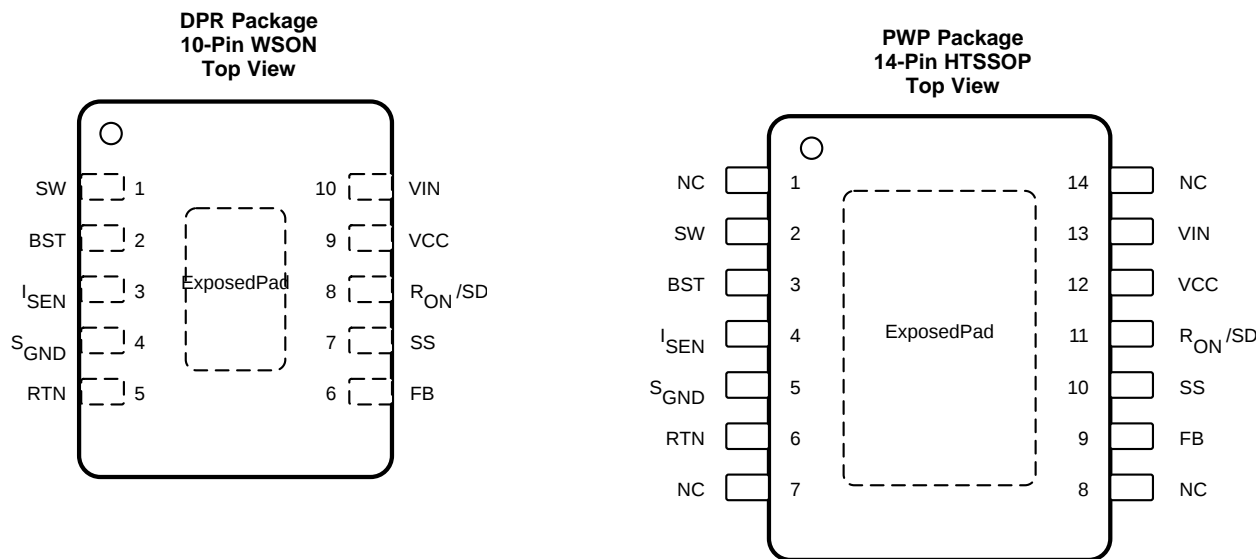 DPR Package
10-Pin WSON
Top View
SW 1 10 VIN
BST 2 9 VCC
ISEN 3 ExposedPad 8 RON/SD
SGND 4 7 SS
RTN 5 6 FB
PWP Package
14-Pin HTSSOP
Top View
NC 1 14 NC
SW 2 13 VIN
BST 3 12 VCC
ISEN 4 ExposedPad 11 RON/SD
SGND 5 10 SS
RTN 6 9 FB
NC 7 8 NC